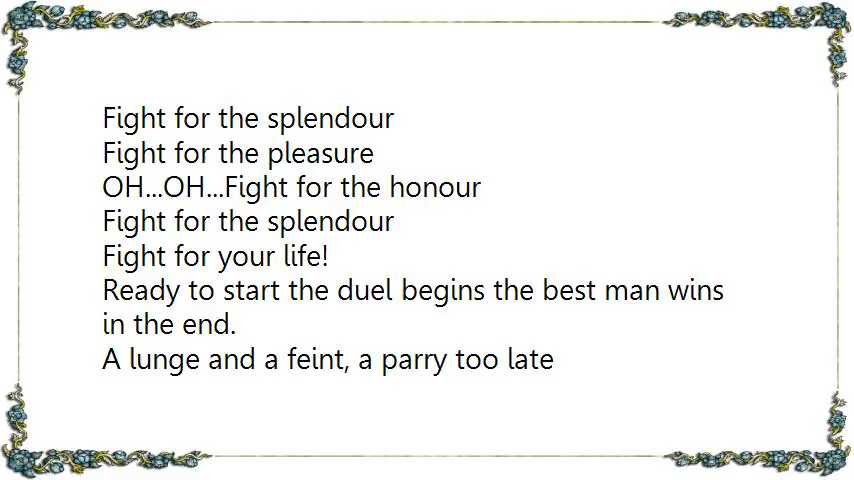 Fight for the splendour
Fight for the pleasure
OH...OH...Fight for the honour
Fight for the splendour
Fight for your life!
Ready to start the duel begins the best man wins
in the end.
A lunge and a feint, a parry too late